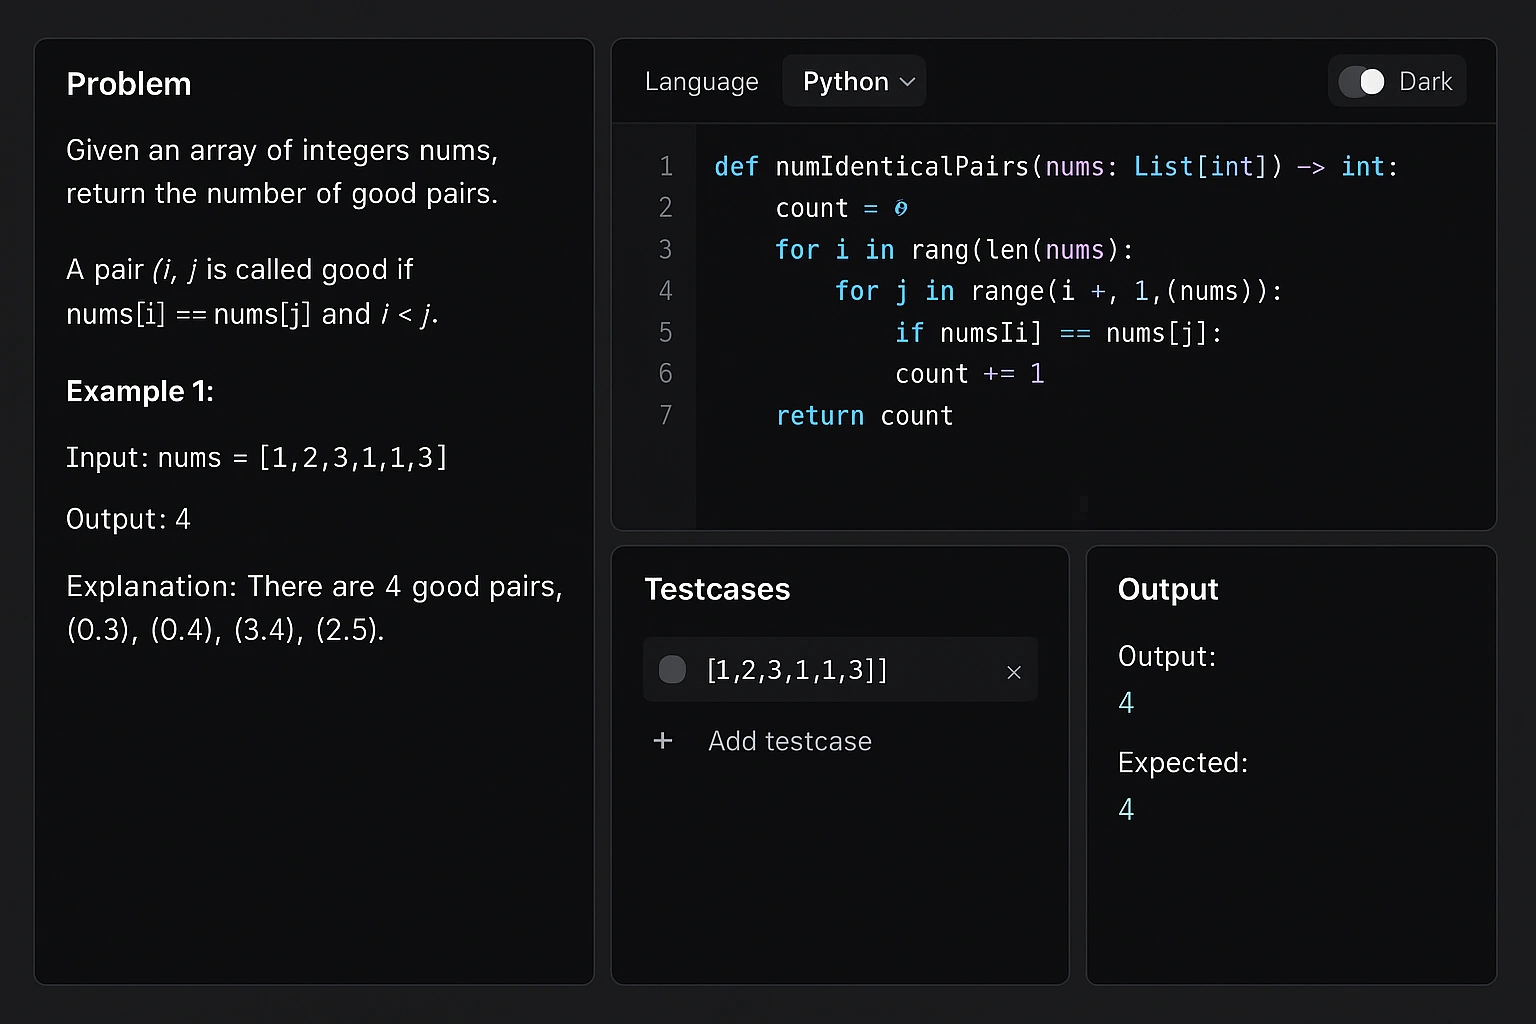 Problem
Given an array of integers nums,
return the number of good pairs.
A pair (i, j is called good if
nums[i] == nums[j] and i < j.
Example 1:
Input: nums = [1,2,3,1,1,3]
Output: 4
Explanation: There are 4 good pairs,
(0.3), (0.4), (3.4), (2.5).
Language Python Dark
1 def numIdenticalPairs(nums: List[int]) -> int:
2 count = 0
3 for i in rang(len(nums):
4 for j in range(i +, 1,(nums)):
5 if numsIi] == nums[j]:
6 count += 1
7 return count
Testcases
[1,2,3,1,1,3]]
+ Add testcase
Output
Output:
4
Expected:
4